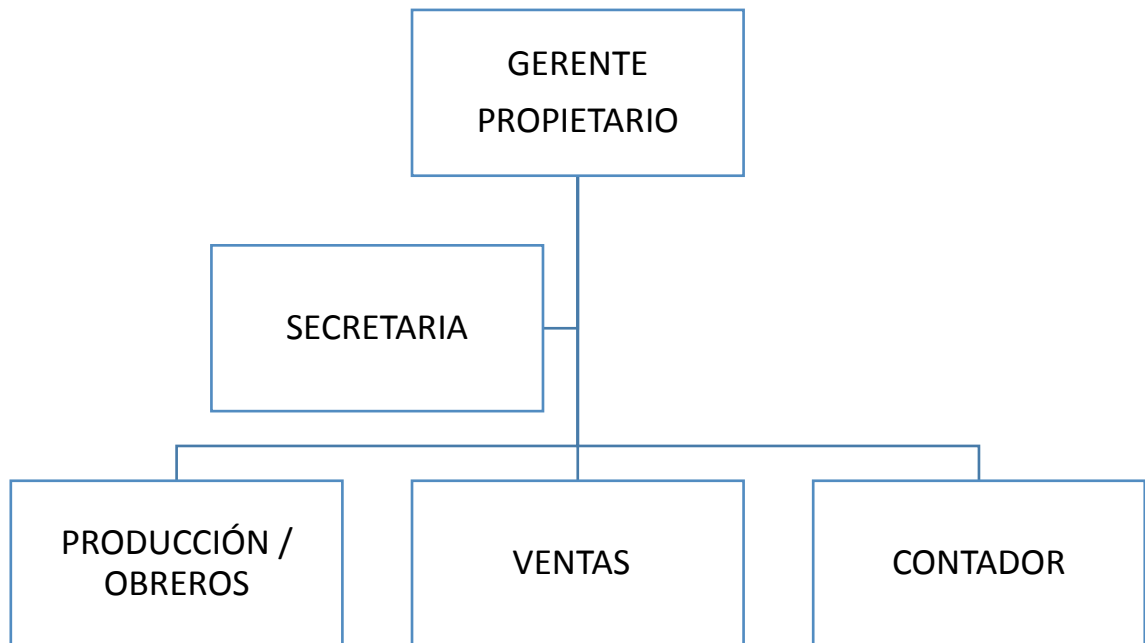 GERENTE
PROPIETARIO
SECRETARIA
PRODUCCIÓN /
OBREROS
VENTAS
CONTADOR